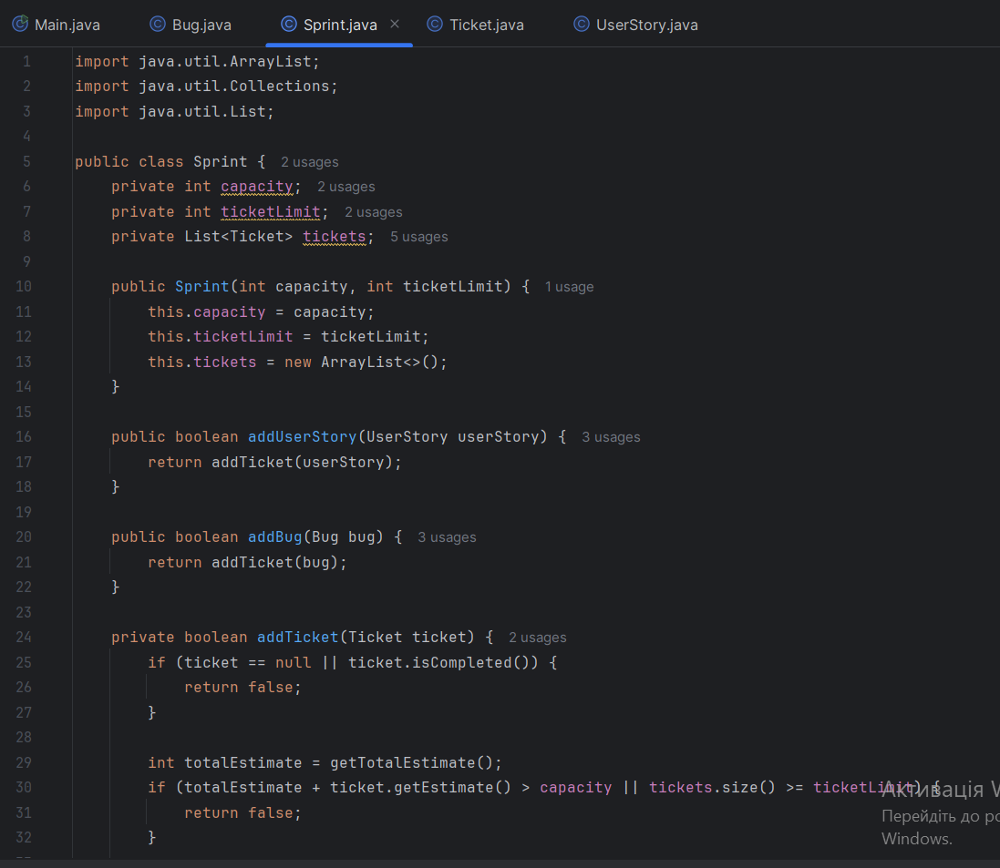 Main.java Bug.java Sprint.java Ticket.java UserStory.java
1 import java.util.ArrayList;
2 import java.util.Collections;
3 import java.util.List;
4
5 public class Sprint { 2 usages
6 private int capacity; 2 usages
7 private int ticketLimit; 2 usages
8 private List<Ticket> tickets; 5 usages
9
10 public Sprint(int capacity, int ticketLimit) { 1 usage
11 this.capacity = capacity;
12 this.ticketLimit = ticketLimit;
13 this.tickets = new ArrayList<>();
14 }
15
16 public boolean addUserStory(UserStory userStory) { 3 usages
17 return addTicket(userStory);
18 }
19
20 public boolean addBug(Bug bug) { 3 usages
21 return addTicket(bug);
22 }
23
24 private boolean addTicket(Ticket ticket) { 2 usages
25 if (ticket == null || ticket.isCompleted()) {
26 return false;
27 }
28
29 int totalEstimate = getTotalEstimate();
30 if (totalEstimate + ticket.getEstimate() > capacity || tickets.size() >= ticketLimit) {
31 return false;
32 }
Активація W
Перейдіть до ро
Windows.